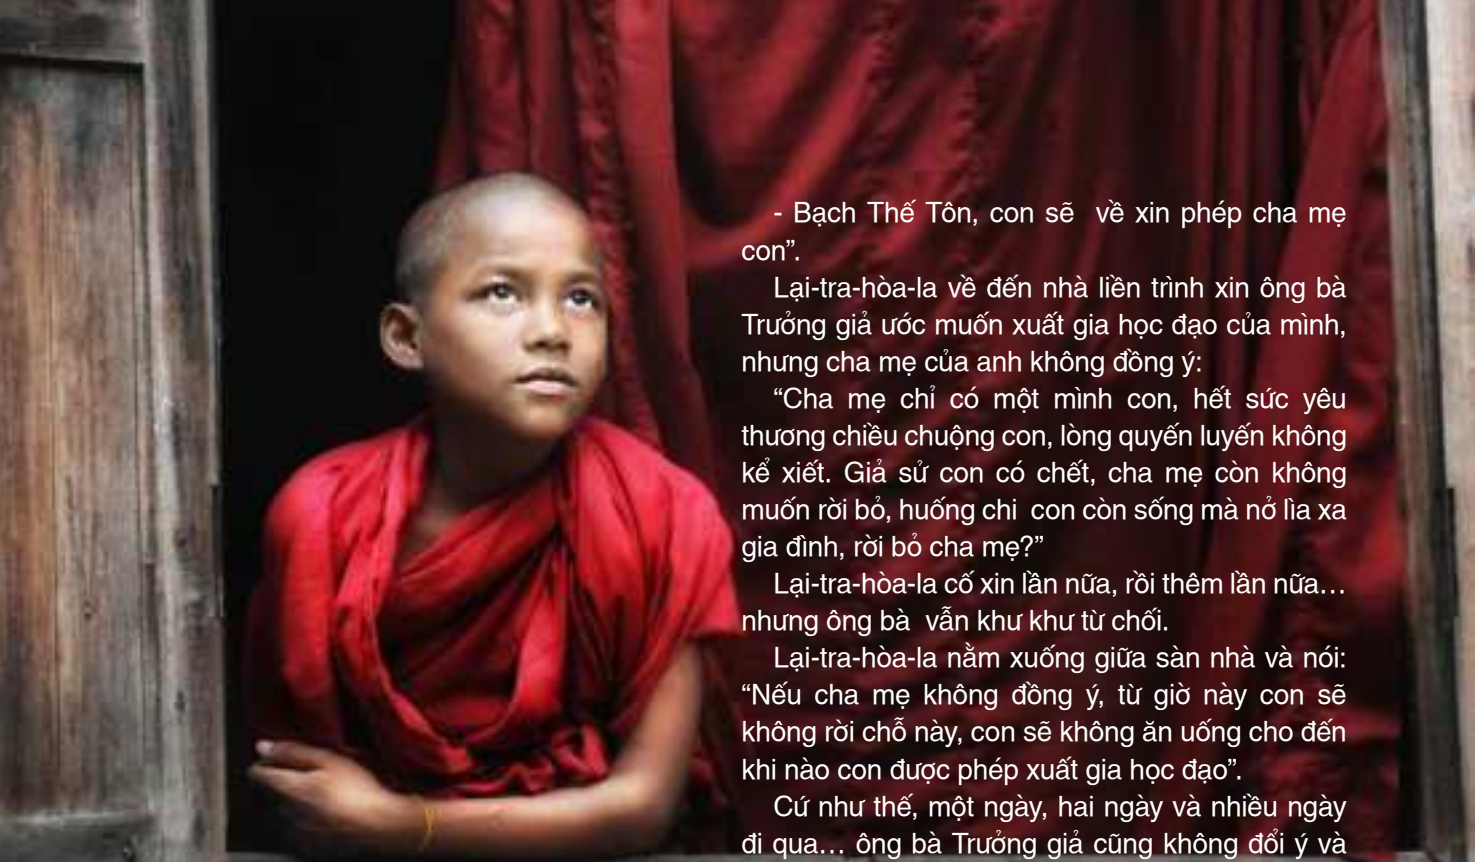 - Bạch Thế Tôn, con sẽ về xin phép cha mẹ
con”.
Lại-tra-hòa-la về đến nhà liền trình xin ông bà
Trưởng giả ước muốn xuất gia học đạo của mình,
nhưng cha mẹ của anh không đồng ý:
“Cha mẹ chỉ có một mình con, hết sức yêu
thương chiều chuộng con, lòng quyến luyến không
kể xiết. Giả sử con có chết, cha mẹ còn không
muốn rời bỏ, huống chi con còn sống mà nở lìa xa
gia đình, rời bỏ cha mẹ?”
Lại-tra-hòa-la cố xin lần nữa, rồi thêm lần nữa…
nhưng ông bà vẫn khư khư từ chối.
Lại-tra-hòa-la nằm xuống giữa sàn nhà và nói:
“Nếu cha mẹ không đồng ý, từ giờ này con sẽ
không rời chỗ này, con sẽ không ăn uống cho đến
khi nào con được phép xuất gia học đạo”.
Cứ như thế, một ngày, hai ngày và nhiều ngày
đi qua… ông bà Trưởng giả cũng không đổi ý và